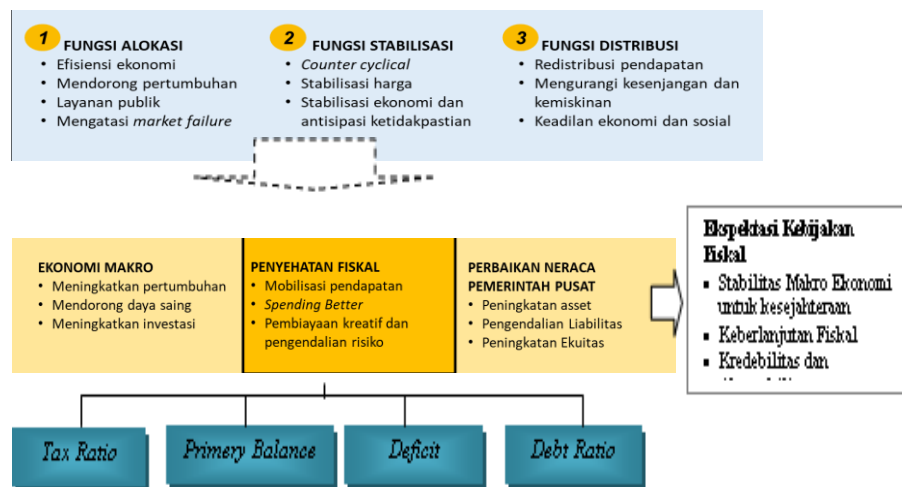 1 FUNGSI ALOKASI
• Efisiensi ekonomi
• Mendorong pertumbuhan
• Layanan publik
• Mengatasi market failure
2 FUNGSI STABILISASI
• Counter cyclical
• Stabilisasi harga
• Stabilisasi ekonomi dan
antisipasi ketidakpastian
3 FUNGSI DISTRIBUSI
• Redistribusi pendapatan
• Mengurangi kesenjangan dan
kemiskinan
• Keadilan ekonomi dan sosial
EKONOMI MAKRO
• Meningkatkan pertumbuhan
• Mendorong daya saing
• Meningkatkan investasi
PENYEHATAN FISKAL
• Mobilisasi pendapatan
• Spending Better
• Pembiayaan kreatif dan
pengendalian risiko
PERBAIKAN NERACA
PEMERINTAH PUSAT
• Peningkatan asset
• Pengendalian Liabilitas
• Peningkatan Ekuitas
Ekspektasi Kebijakan
Fiskal
▪ Stabilitas Makro Ekonomi
untuk kesejahteraan
▪ Keberlanjutan Fiskal
▪ Kredebilitas dan
Tax Ratio
Primery Balance
Deficit
Debt Ratio